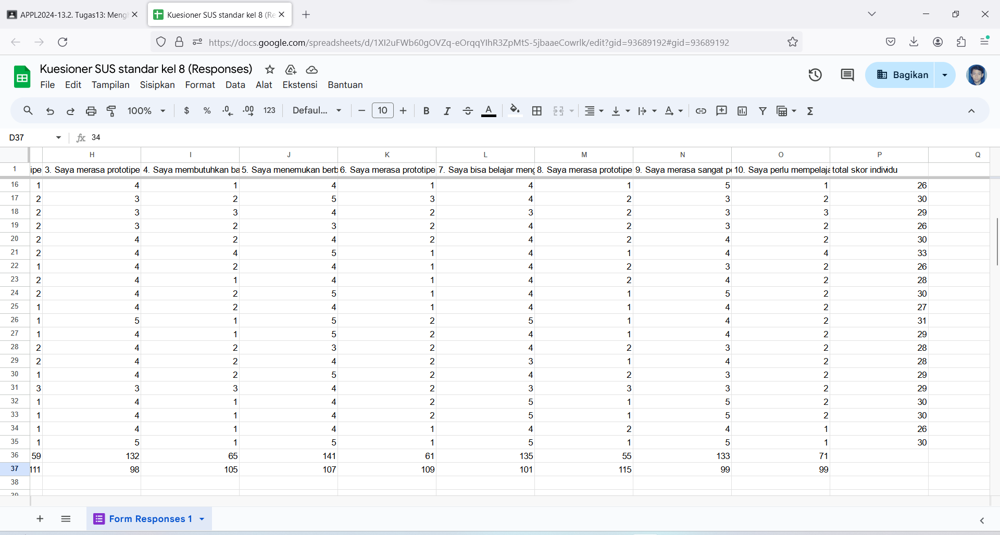 APPL2024-13.2. Tugas13: Mengh
Kuesioner SUS standar kel 8 (Re
https://docs.google.com/spreadsheets/d/1XI2uFWb60gOVZq-eOrqqYIhR3ZpMtS-5jbaaeCowrlk/edit?gid=93689192#gid=93689192
Kuesioner SUS standar kel 8 (Responses)
File Edit Tampilan Sisipkan Format Data Alat Ekstensi Bantuan
Bagikan
100% $ % .0 .00 123 Defaul... 10 B I S A
D37 fx 34
H I J K L M N O P Q
1 ipe 3. Saya merasa prototipe 4. Saya membutuhkan ba 5. Saya menemukan berb 6. Saya merasa prototipe 7. Saya bisa belajar meng 8. Saya merasa prototipe 9. Saya merasa sangat pe 10. Saya perlu mempelaja total skor individu
16 1 4 1 4 1 4 1 5 1 26
17 2 3 2 5 3 4 2 3 2 30
18 2 3 3 4 2 3 2 3 3 29
19 2 3 2 3 2 4 2 3 2 26
20 2 4 2 4 2 4 2 4 2 30
21 2 4 4 5 1 4 1 4 4 33
22 1 4 2 4 1 4 2 3 2 26
23 2 4 1 4 1 4 2 4 2 28
24 2 4 2 5 1 4 1 5 2 30
25 1 4 2 4 1 4 1 4 2 27
26 1 5 1 5 2 5 1 4 2 31
27 1 4 1 5 2 4 1 4 2 29
28 2 4 2 3 2 4 2 3 2 28
29 2 4 2 4 2 3 1 4 2 28
30 1 4 2 5 2 4 2 3 2 29
31 3 3 3 4 2 3 3 3 2 29
32 1 4 1 4 2 5 1 5 2 30
33 1 4 1 4 2 5 1 5 2 30
34 1 4 1 4 1 4 2 4 1 26
35 1 5 1 5 1 5 1 5 1 30
36 59 132 65 141 61 135 55 133 71
37 111 98 105 107 109 101 115 99 99
38
39
Form Responses 1